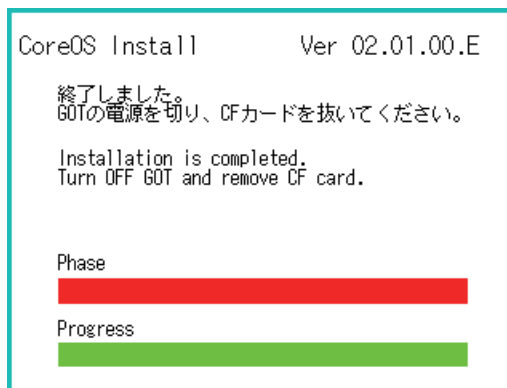 CoreOS Install Ver 02.01.00.E
終了しました。
GOTの電源を切り、CFカードを抜いてください。
Installation is completed.
Turn OFF GOT and remove CF card.
Phase
Progress